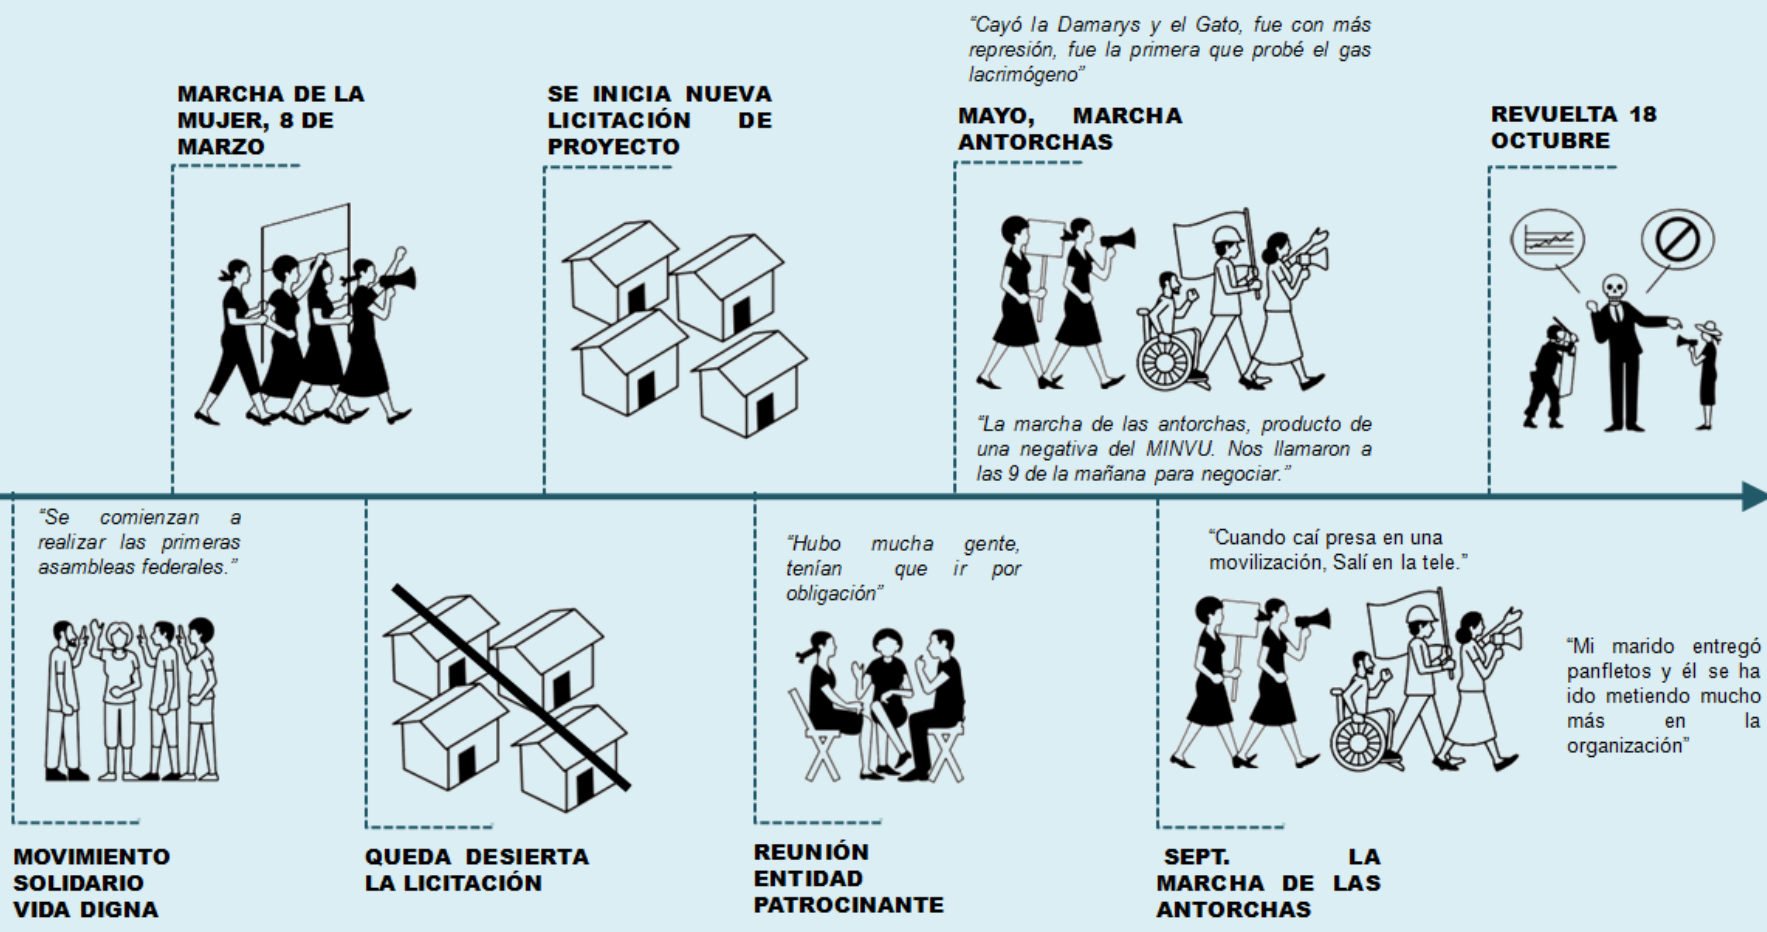 “Cayó la Damarys y el Gato, fue con más
represión, fue la primera que probé el gas
lacrimógeno”
MARCHA DE LA
MUJER, 8 DE
MARZO
SE INICIA NUEVA
LICITACIÓN DE
PROYECTO
MAYO, MARCHA
ANTORCHAS
REVUELTA 18
OCTUBRE
“La marcha de las antorchas, producto de
una negativa del MINVU. Nos llamaron a
las 9 de la mañana para negociar.”
“Se comienzan a
realizar las primeras
asambleas federales.”
“Hubo mucha gente,
tenían que ir por
obligación”
“Cuando caí presa en una
movilización, Salí en la tele.”
“Mi marido entregó
panfletos y él se ha
ido metiendo mucho
más en la
organización”
MOVIMIENTO
SOLIDARIO
VIDA DIGNA
QUEDA DESIERTA
LA LICITACIÓN
REUNIÓN
ENTIDAD
PATROCINANTE
SEPT. LA
MARCHA DE LAS
ANTORCHAS